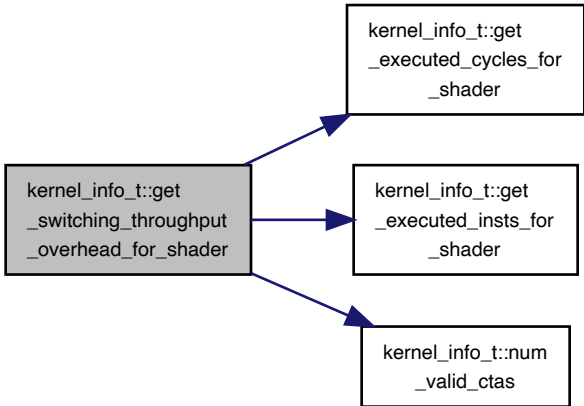 kernel_info_t::get
_executed_cycles_for
_shader
kernel_info_t::get
_switching_throughput
_overhead_for_shader
kernel_info_t::get
_executed_insts_for
_shader
kernel_info_t::num
_valid_ctas